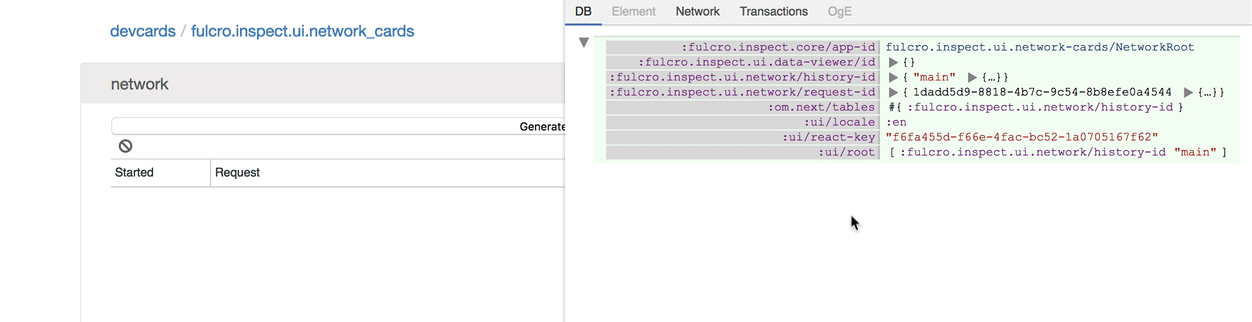 devcards / fulcro.inspect.ui.network_cards
network
Generate
Started Request
DB Element Network Transactions OgE
:fulcro.inspect.core/app-id fulcro.inspect.ui.network-cards/NetworkRoot
:fulcro.inspect.ui.data-viewer/id ▶{}
:fulcro.inspect.ui.network/history-id ▶{ "main" ▶{…}}
:fulcro.inspect.ui.network/request-id ▶{ 1dadd5d9-8818-4b7c-9c54-8b8efe0a4544 ▶{…}}
:om.next/tables #{ :fulcro.inspect.ui.network/history-id }
:ui/locale :en
:ui/react-key "f6fa455d-f66e-4fac-bc52-1a0705167f62"
:ui/root [ :fulcro.inspect.ui.network/history-id "main" ]